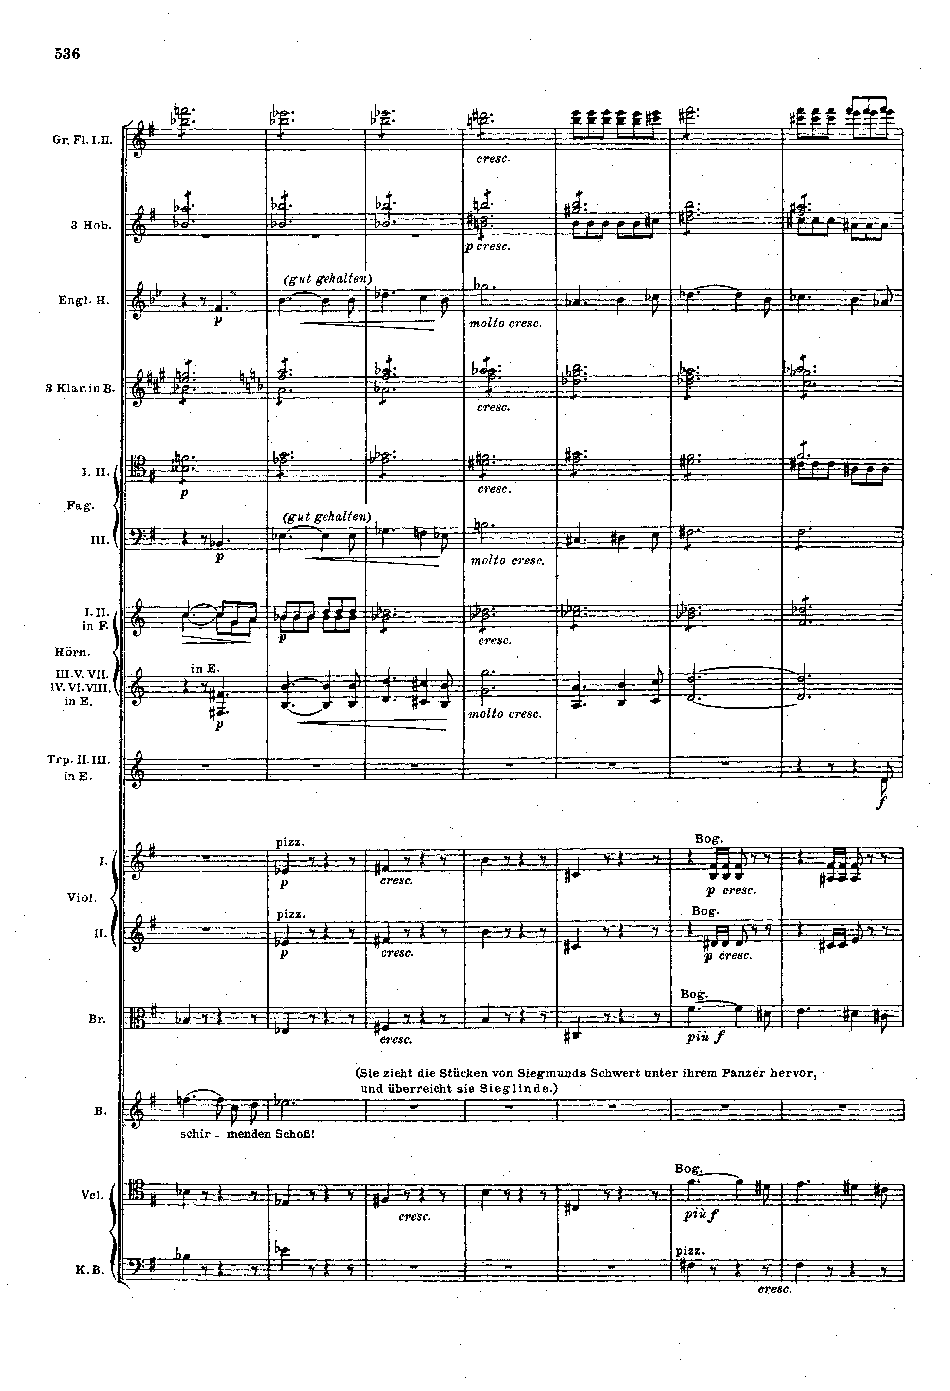 536
Gr. Fl. I.II.
cresc.
3 Hob.
p cresc.
(gut gehalten)
Engl. H.
p
molto cresc.
3 Klar. in B.
cresc.
I. II.
p
cresc.
Fag.
(gut gehalten)
III.
p
molto cresc.
I. II.
in F.
p
cresc.
Hörn.
III. V. VII.
IV. VI. VIII.
in E.
in E.
p
molto cresc.
Trp. II. III.
in E.
f
pizz.
Bog.
I.
p
cresc.
p cresc.
Viol.
pizz.
Bog.
II.
p
cresc.
p cresc.
Bog.
Br.
cresc.
più f
(Sie zieht die Stücken von Siegmunds Schwert unter ihrem Panzer hervor,
und überreicht sie Sieglinde.)
B.
schir - menden Schoß!
Bog.
Vcl.
cresc.
più f
pizz.
K. B.
cresc.